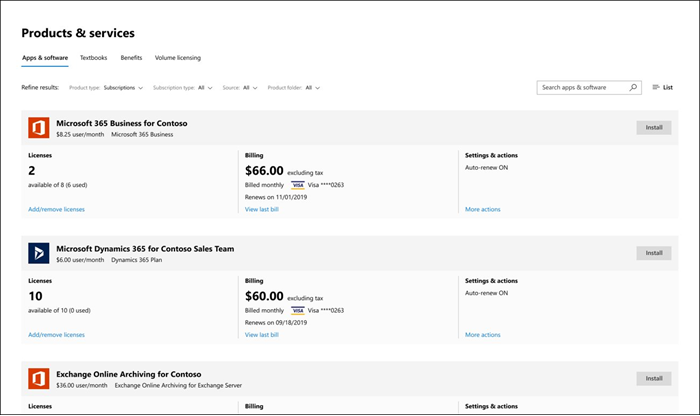 Products & services
Apps & software Textbooks Benefits Volume licensing
Refine results: Product type: Subscriptions Subscription type: All Source: All Product folder: All Search apps & software List
Microsoft 365 Business for Contoso
$8.25 user/month Microsoft 365 Business
Install
Licenses Billing Settings & actions
2 $66.00 excluding tax Auto-renew ON
available of 8 (6 used) Billed monthly VISA Visa ****0263
Renews on 11/01/2019
Add/remove licenses View last bill More actions
Microsoft Dynamics 365 for Contoso Sales Team
$6.00 user/month Dynamics 365 Plan
Install
Licenses Billing Settings & actions
10 $60.00 excluding tax Auto-renew ON
available of 10 (0 used) Billed monthly VISA Visa ****0263
Renews on 09/18/2019
Add/remove licenses View last bill More actions
Exchange Online Archiving for Contoso
$36.00 user/month Exchange Online Archiving for Exchange Server
Install
Licenses Billing Settings & actions